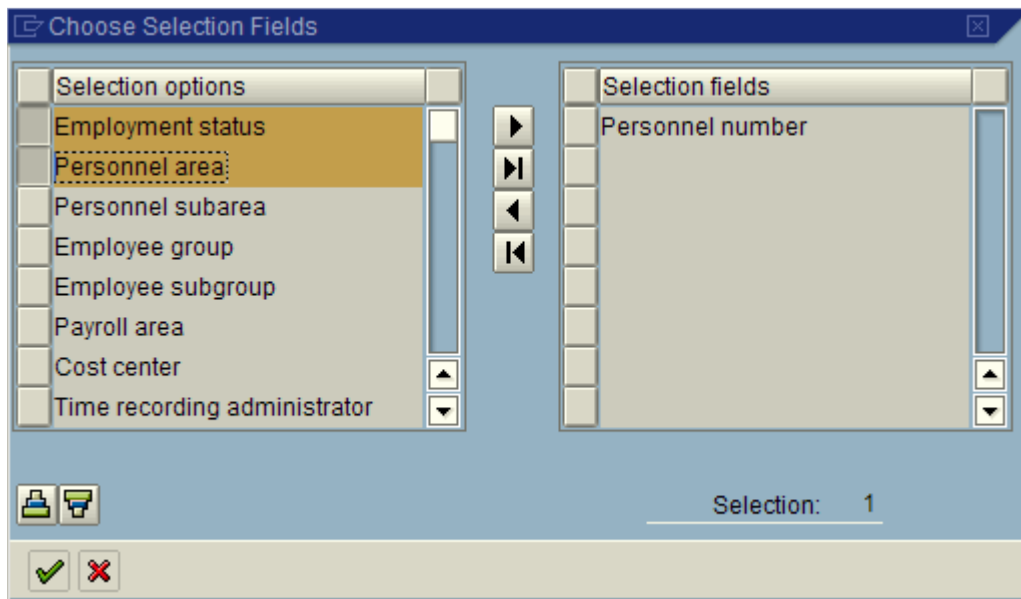 Choose Selection Fields
Selection options
Employment status
Personnel area
Personnel subarea
Employee group
Employee subgroup
Payroll area
Cost center
Time recording administrator
Selection fields
Personnel number
Selection: 1